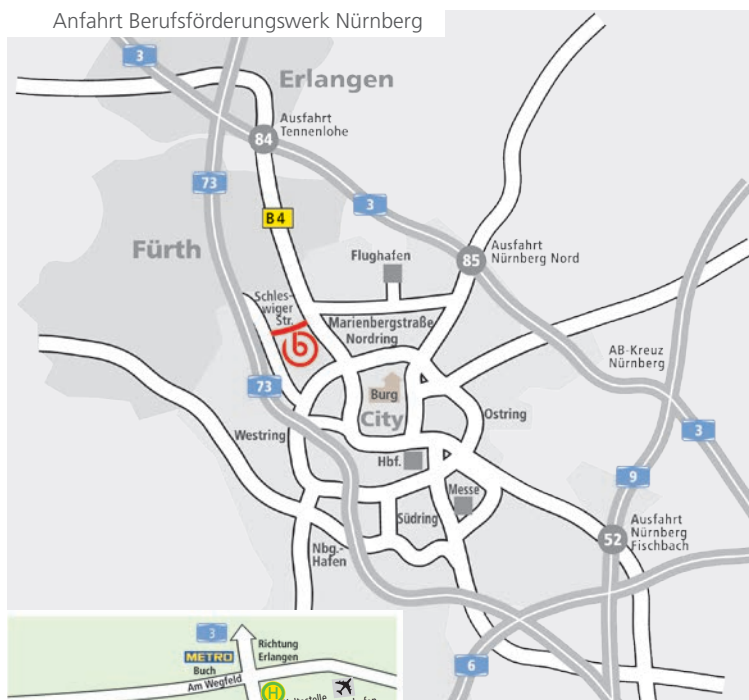 Anfahrt Berufsförderungswerk Nürnberg
3
Erlangen
Ausfahrt
Tennenlohe
84
73
3
B4
Fürth
Flughafen
85
Ausfahrt
Nürnberg Nord
Schles-
wiger
Str.
Marienbergstraße
Nordring
AB-Kreuz
Nürnberg
73
Burg
City
Ostring
3
Westring
Hbf.
9
Messe
Südring
Ausfahrt
Nürnberg
Fischbach
52
Nbg.-
Hafen
3
Richtung
Erlangen
METRO
Buch
Am Wegfeld
H
6